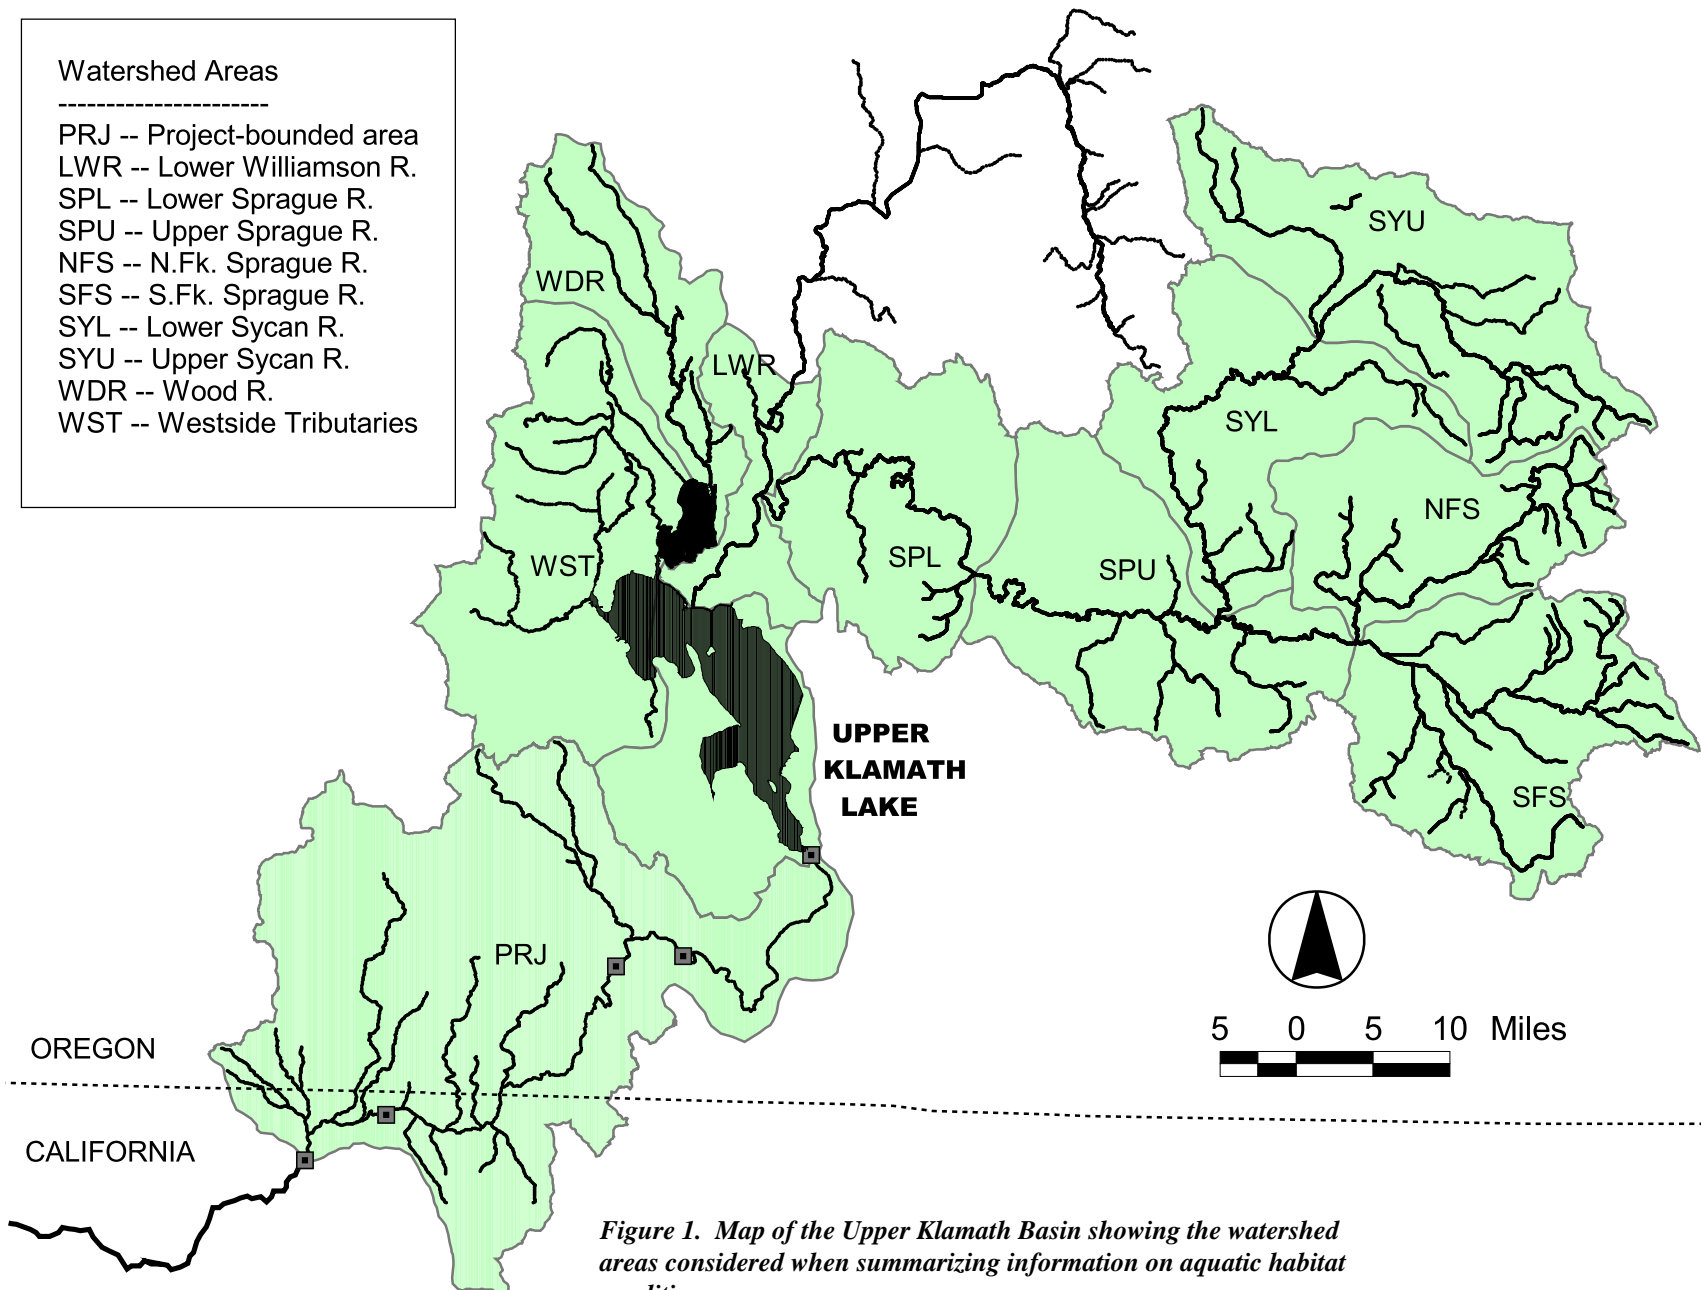 Watershed Areas
----------------------
PRJ -- Project-bounded area
LWR -- Lower Williamson R.
SPL -- Lower Sprague R.
SPU -- Upper Sprague R.
NFS -- N.Fk. Sprague R.
SFS -- S.Fk. Sprague R.
SYL -- Lower Sycan R.
SYU -- Upper Sycan R.
WDR -- Wood R.
WST -- Westside Tributaries
SYU
WDR
LWR
SYL
NFS
SPL
WST
SPU
UPPER
KLAMATH
LAKE
SFS
PRJ
5 0 5 10 Miles
OREGON
CALIFORNIA
Figure 1. Map of the Upper Klamath Basin showing the watershed
areas considered when summarizing information on aquatic habitat